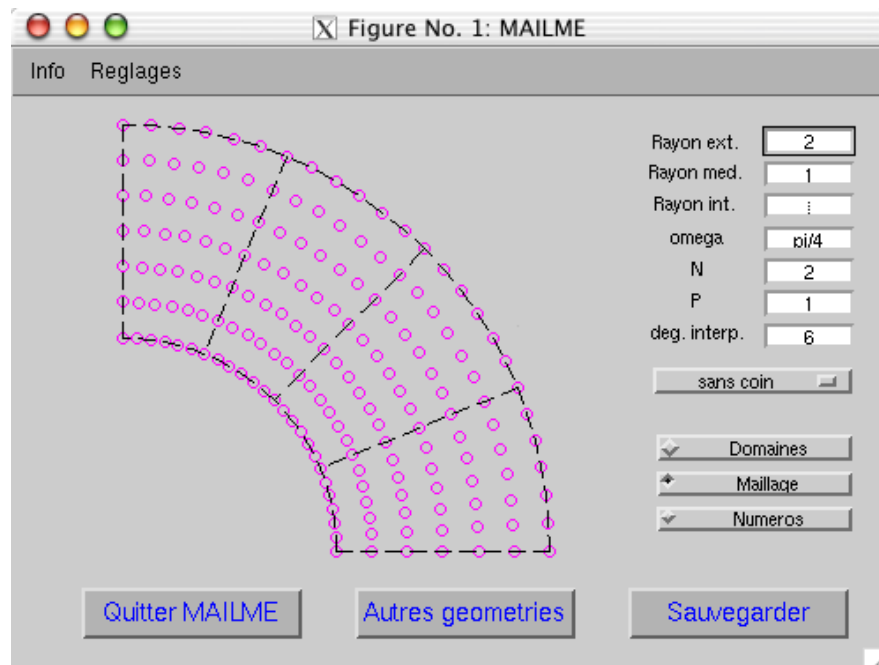 X Figure No. 1: MAILME
Info Reglages
Rayon ext. 2
Rayon med. 1
Rayon int.
omega pi/4
N 2
P 1
deg. interp. 6
sans coin
Domaines
Maillage
Numeros
Quitter MAILME Autres geometries Sauvegarder